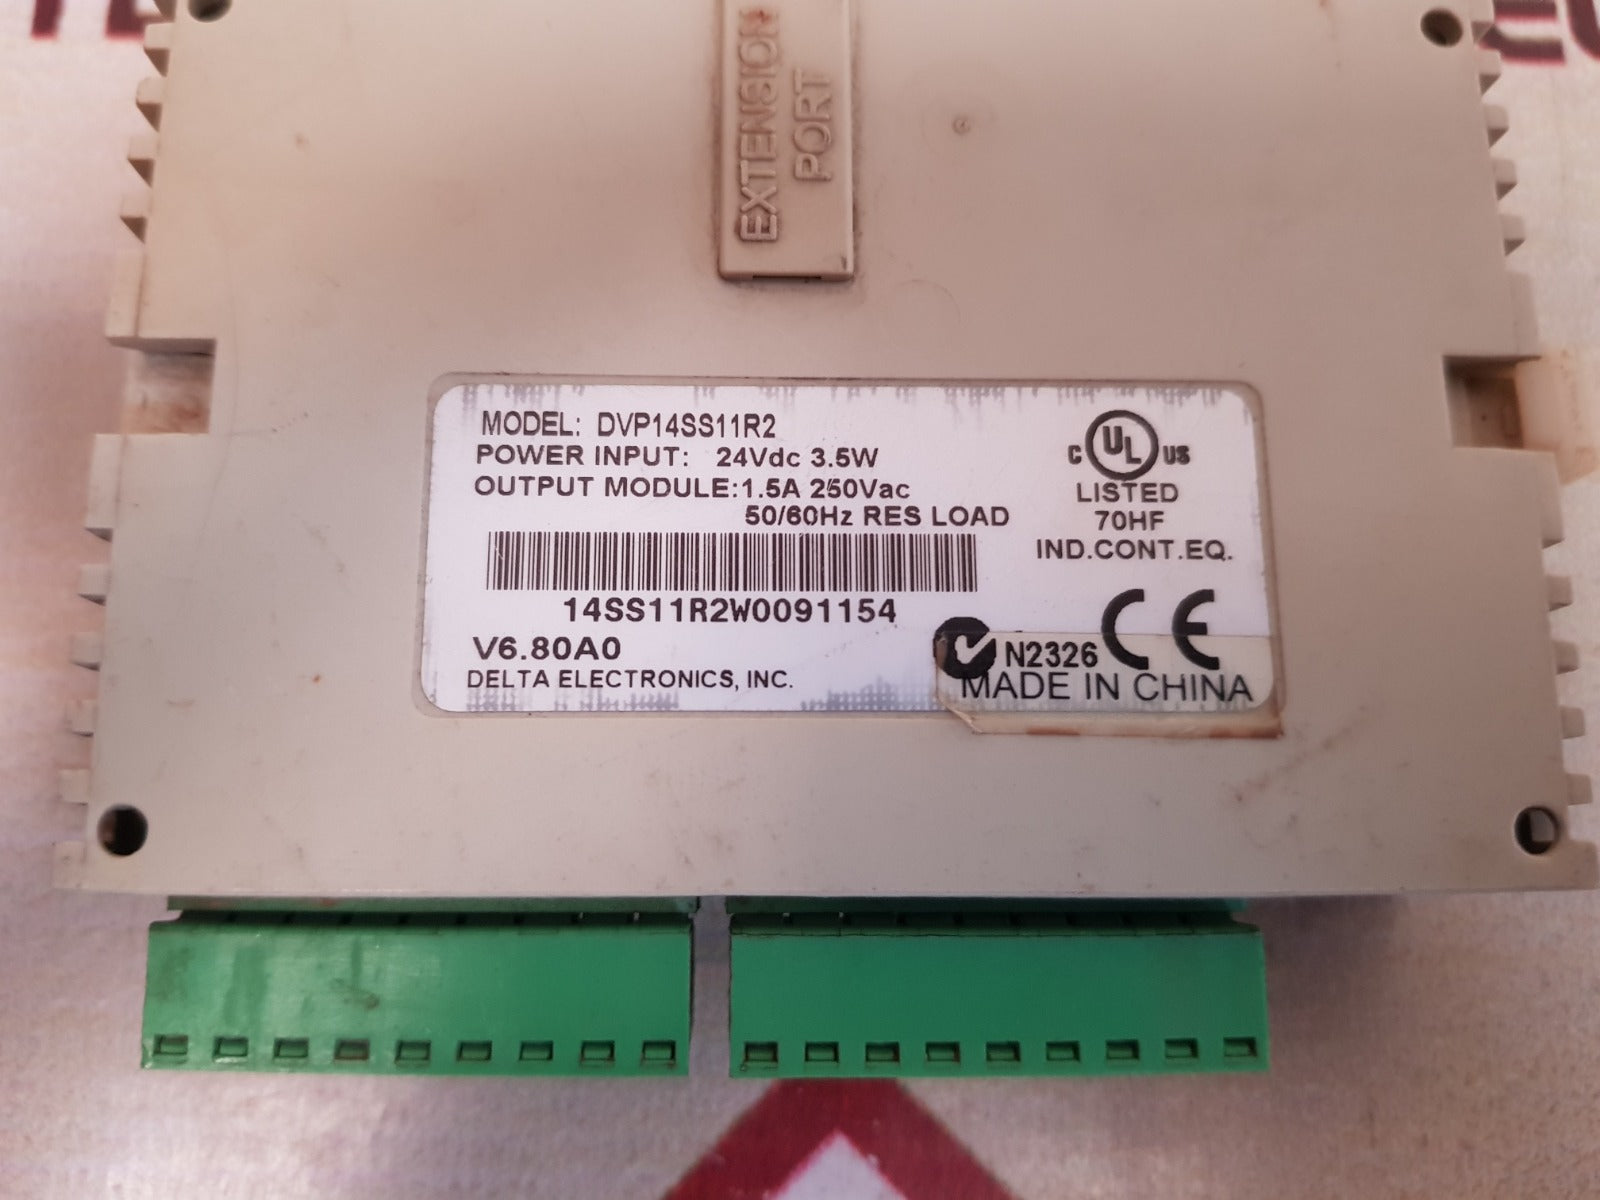 EXTENSION
PORT
MODEL: DVP14SS11R2
POWER INPUT: 24Vdc 3.5W
OUTPUT MODULE:1.5A 250Vac
50/60Hz RES LOAD
14SS11R2W0091154
V6.80A0
DELTA ELECTRONICS, INC.
C UL US
LISTED
70HF
IND.CONT.EQ.
N2326 CE
MADE IN CHINA